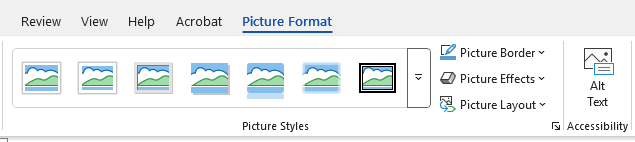 Review View Help Acrobat Picture Format
Picture Border
Picture Effects
Picture Layout
Alt
Text
Picture Styles
Accessibility